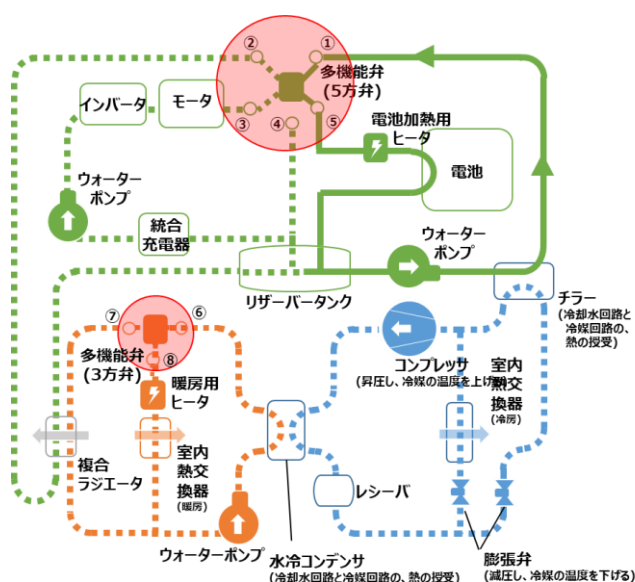 ②
①
多機能弁
(5方弁)
インバータ
モータ
③
④
⑤
電池加熱用
ヒータ
電池
ウォーター
ポンプ
統合
充電器
ウォーター
ポンプ
リザーバータンク
チラー
(冷却水回路と
冷媒回路の、
熱の授受)
⑦
⑥
多機能弁
(3方弁)
⑧
暖房用
ヒータ
コンプレッサ
(昇圧し、冷媒の温度を上げ
室内
熱交
換器
(冷房)
複合
ラジエータ
室内
熱交
換器
(暖房)
レシーバ
ウォーターポンプ
水冷コンデンサ
(冷却水回路と冷媒回路の、熱の授受)
膨張弁
(減圧し、冷媒の温度を下げる)